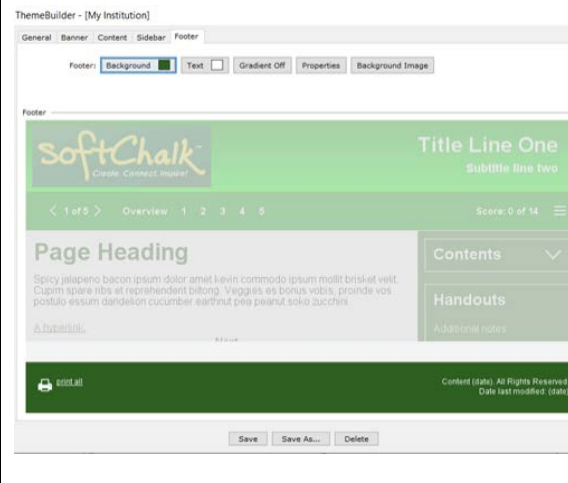 ThemeBuilder - [My Institution]
General Banner Content Sidebar Footer
Footer: Background Text Gradient Off Properties Background Image
Footer
SoftChalk
Create. Connect. Inspire!
Title Line One
Subtitle line two
< 1 of 5 > Overview 1 2 3 4 5 Score: 0 of 14
Page Heading
Spicy jalapeno bacon ipsum dolor amet kevin commodo ipsum mollit brisket velit.
Cupim spare ribs et reprehenderit biltong. Veggies es bonus vobis, proinde vos
postulo essum dandelion cucumber earthnut pea peanut soko zucchini.
A hyperlink.
Next
Contents
Handouts
Additional notes
print all
Content (date). All Rights Reserved
Date last modified: (date)
Save Save As... Delete